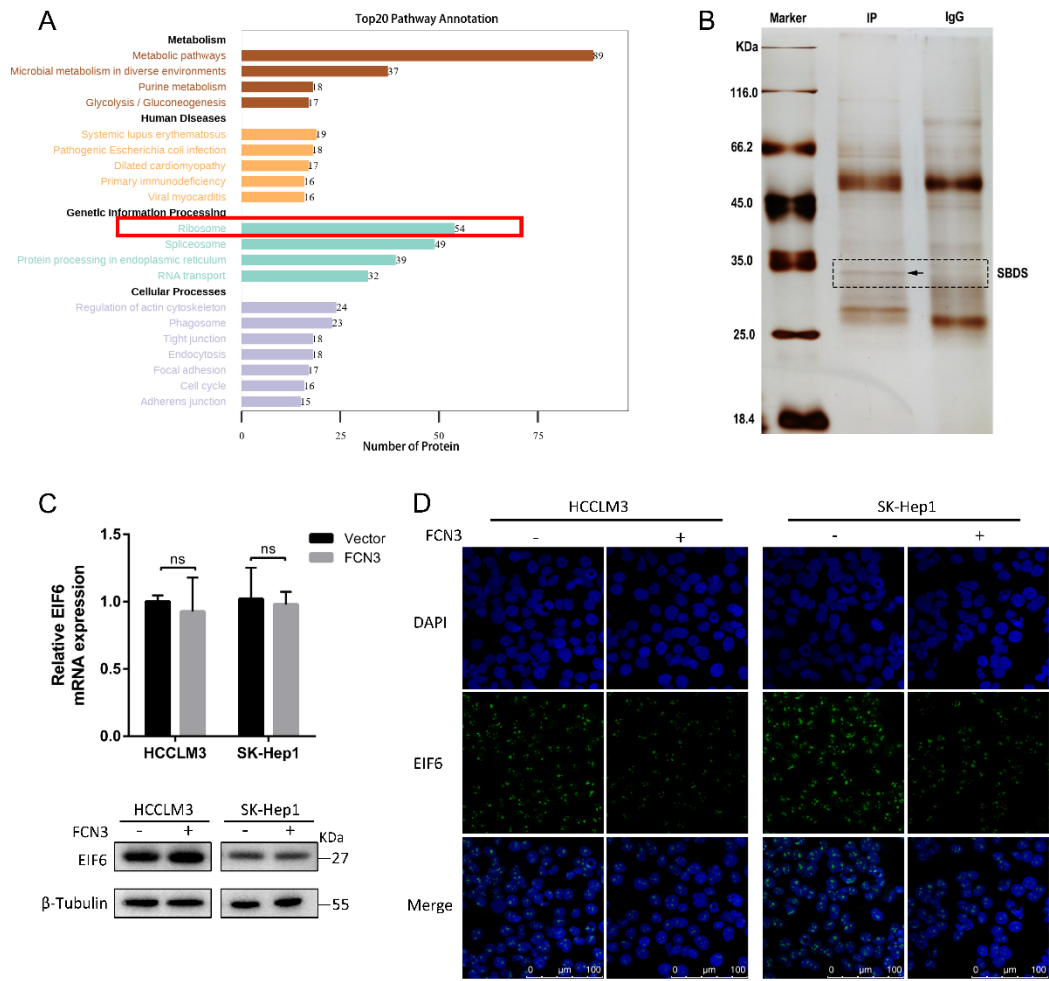 A
Top20 Pathway Annotation
Metabolism
Metabolic pathways 89
Microbial metabolism in diverse environments 37
Purine metabolism 18
Glycolysis / Gluconeogenesis 17
Human Diseases
Systemic lupus erythematosus 19
Pathogenic Escherichia coli infection 18
Dilated cardiomyopathy 17
Primary immunodeficiency 16
Viral myocarditis 16
Genetic Information Processing
Ribosome 54
Spliceosome 49
Protein processing in endoplasmic reticulum 39
RNA transport 32
Cellular Processes
Regulation of actin cytoskeleton 24
Phagosome 23
Tight junction 18
Endocytosis 18
Focal adhesion 17
Cell cycle 16
Adherens junction 15
0 25 50 75
Number of Protein
B
Marker IP IgG
KDa
116.0
66.2
45.0
35.0
SBDS
25.0
18.4
C
Relative EIF6
mRNA expression
1.5
1.0
0.5
0.0
ns ns
Vector
FCN3
HCCLM3 SK-Hep1
HCCLM3 SK-Hep1
FCN3 - + - + KDa
EIF6 27
β-Tubulin 55
D
HCCLM3 SK-Hep1
FCN3 - + - +
DAPI
EIF6
Merge
0 µm 100 0 µm 100 0 µm 100 0 µm 100